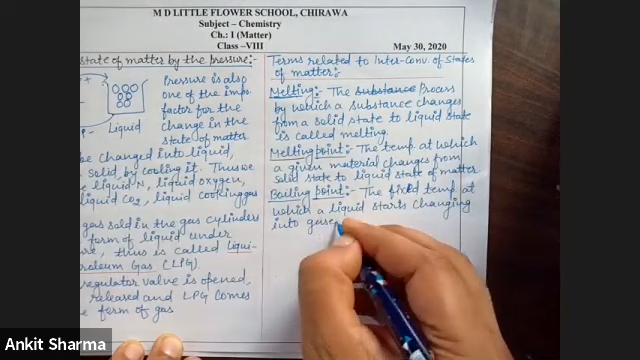 M D LITTLE FLOWER SCHOOL, CHIRAWA
Subject – Chemistry
Ch.: I (Matter)
Class –VIII
May 30, 2020
state of matter by the pressure:-
Pressure is also
one of the impo.
factor for the
change in the
state of matter
Liquid
be changed into liquid,
solid by cooling it. Thus we
liquid N, liquid oxygen,
liquid CO2, liquid cooking gas
gas sold in the gas cylinders
form of liquid under
thus is called Liqui-
roleum Gas (LPG)
regulator valve is opened,
released and LPG comes
form of gas
Terms related to Inter-Conv. of States
of matter:-
Melting:- The substance Process
by which a substance changes
from a solid state to liquid state
is called melting.
Melting point:- The temp. at which
a given material changes from
solid state to liquid state of matter.
Boiling point:- The fixed temp. at
which a liquid starts changing
into gase
Ankit Sharma